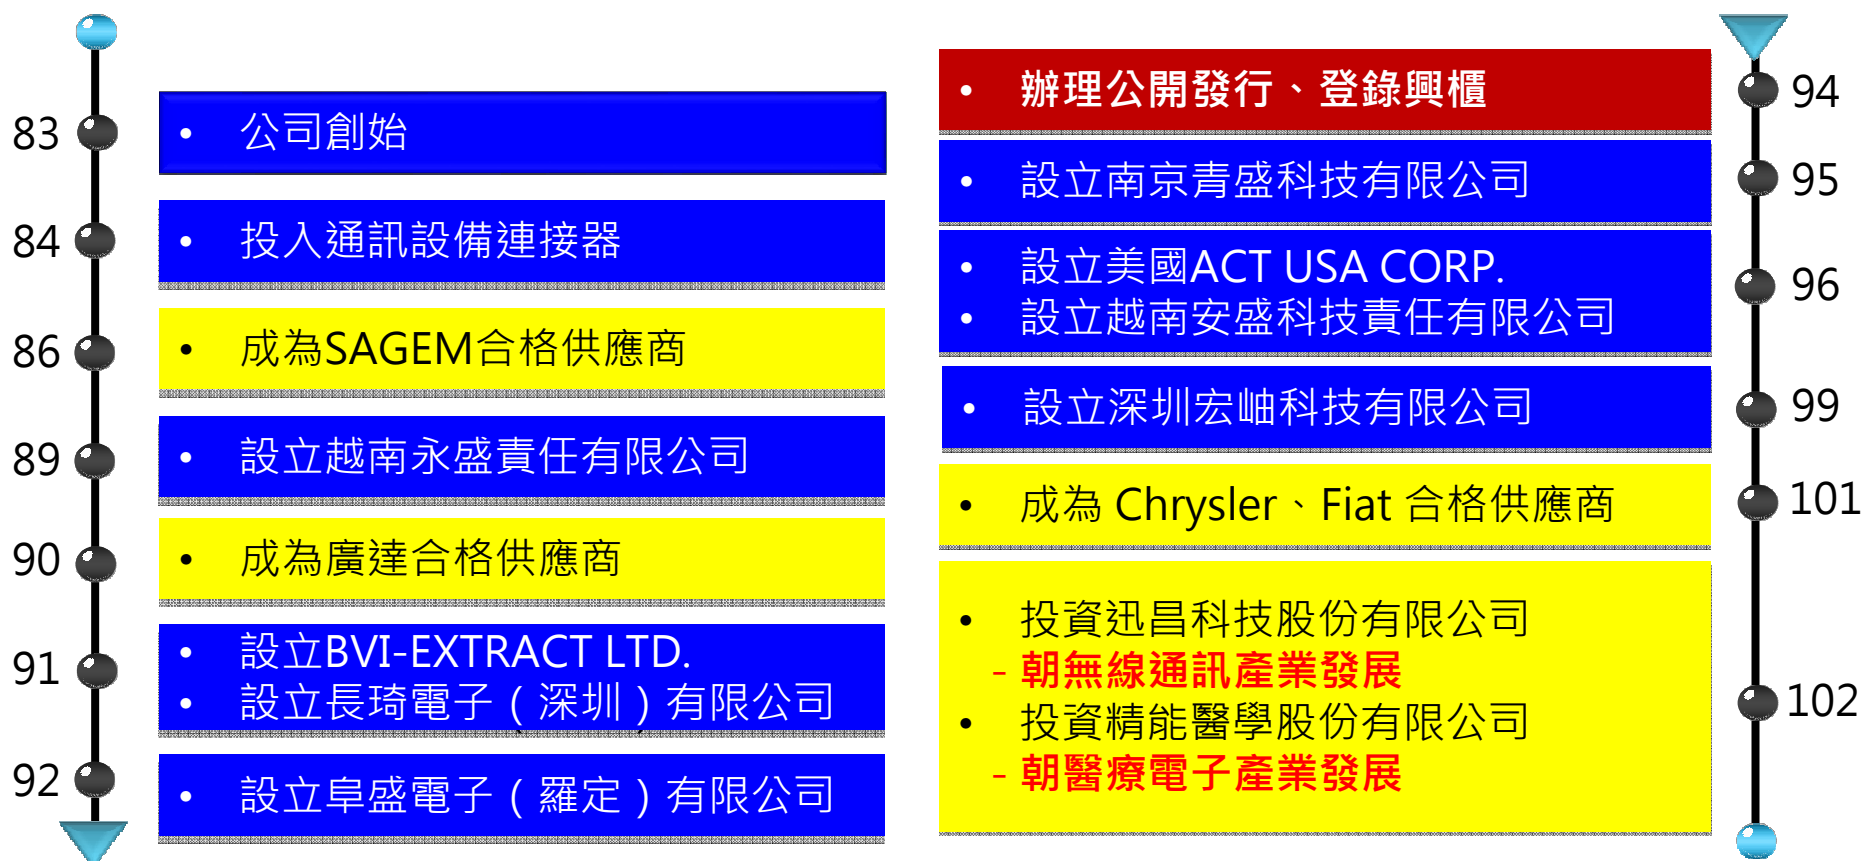 83
• 公司創始
84
• 投入通訊設備連接器
86
• 成為SAGEM合格供應商
89
• 設立越南永盛責任有限公司
90
• 成為廣達合格供應商
91
• 設立BVI-EXTRACT LTD.
• 設立長琦電子（深圳）有限公司
92
• 設立阜盛電子（羅定）有限公司
• 辦理公開發行、登錄興櫃
94
• 設立南京青盛科技有限公司
95
• 設立美國ACT USA CORP.
• 設立越南安盛科技責任有限公司
96
• 設立深圳宏岫科技有限公司
99
• 成為 Chrysler、Fiat 合格供應商
101
• 投資迅昌科技股份有限公司
- 朝無線通訊產業發展
• 投資精能醫學股份有限公司
- 朝醫療電子產業發展
102